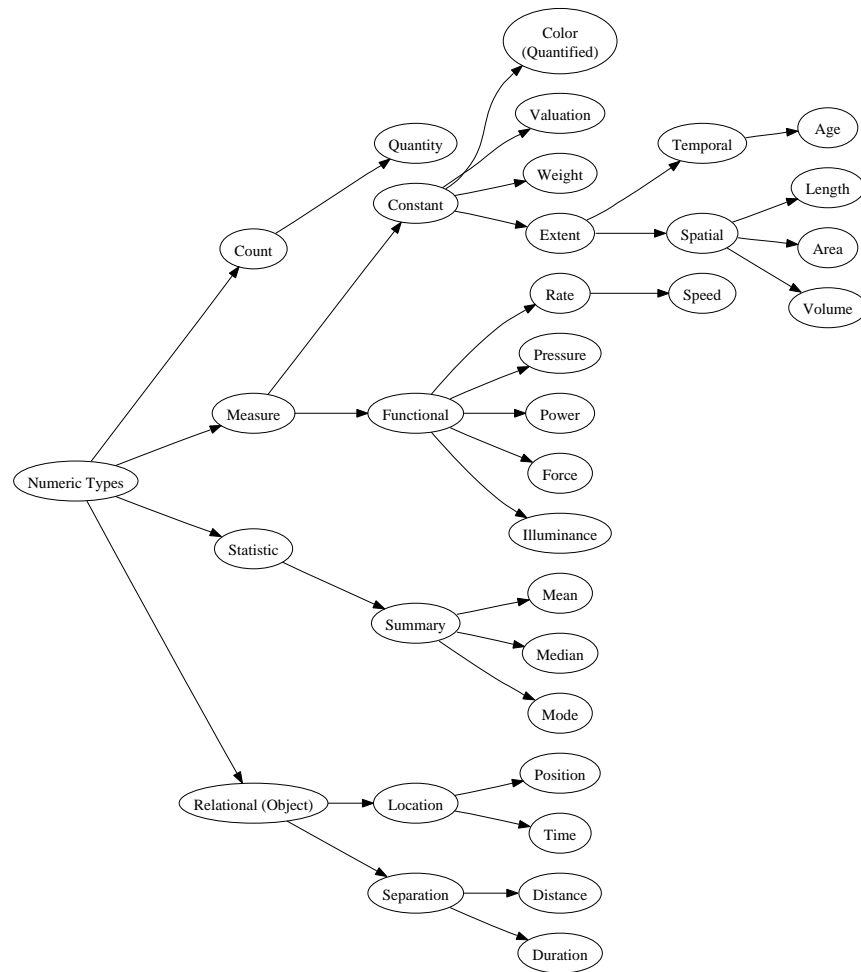 Color
(Quantified)
Valuation
Quantity
Temporal
Age
Weight
Length
Constant
Count
Extent
Spatial
Area
Rate
Speed
Volume
Pressure
Measure
Functional
Power
Force
Numeric Types
Illuminance
Statistic
Mean
Summary
Median
Mode
Position
Relational (Object)
Location
Time
Separation
Distance
Duration